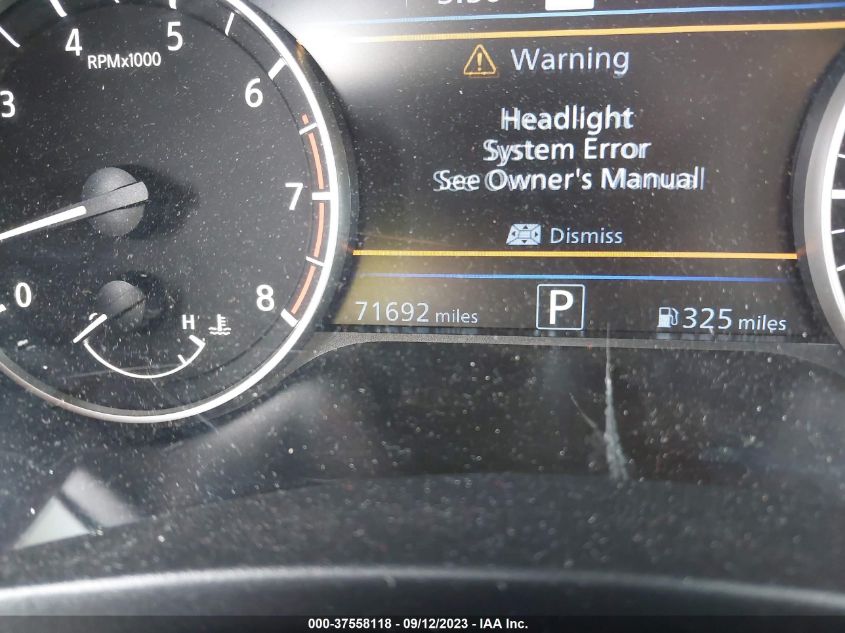 4
5
RPMx1000
3
6
7
0
8
H
Warning
Headlight
System Error
See Owner's Manual
Dismiss
71692 miles
P
325 miles
000-37558118 - 09/12/2023 - IAA Inc.